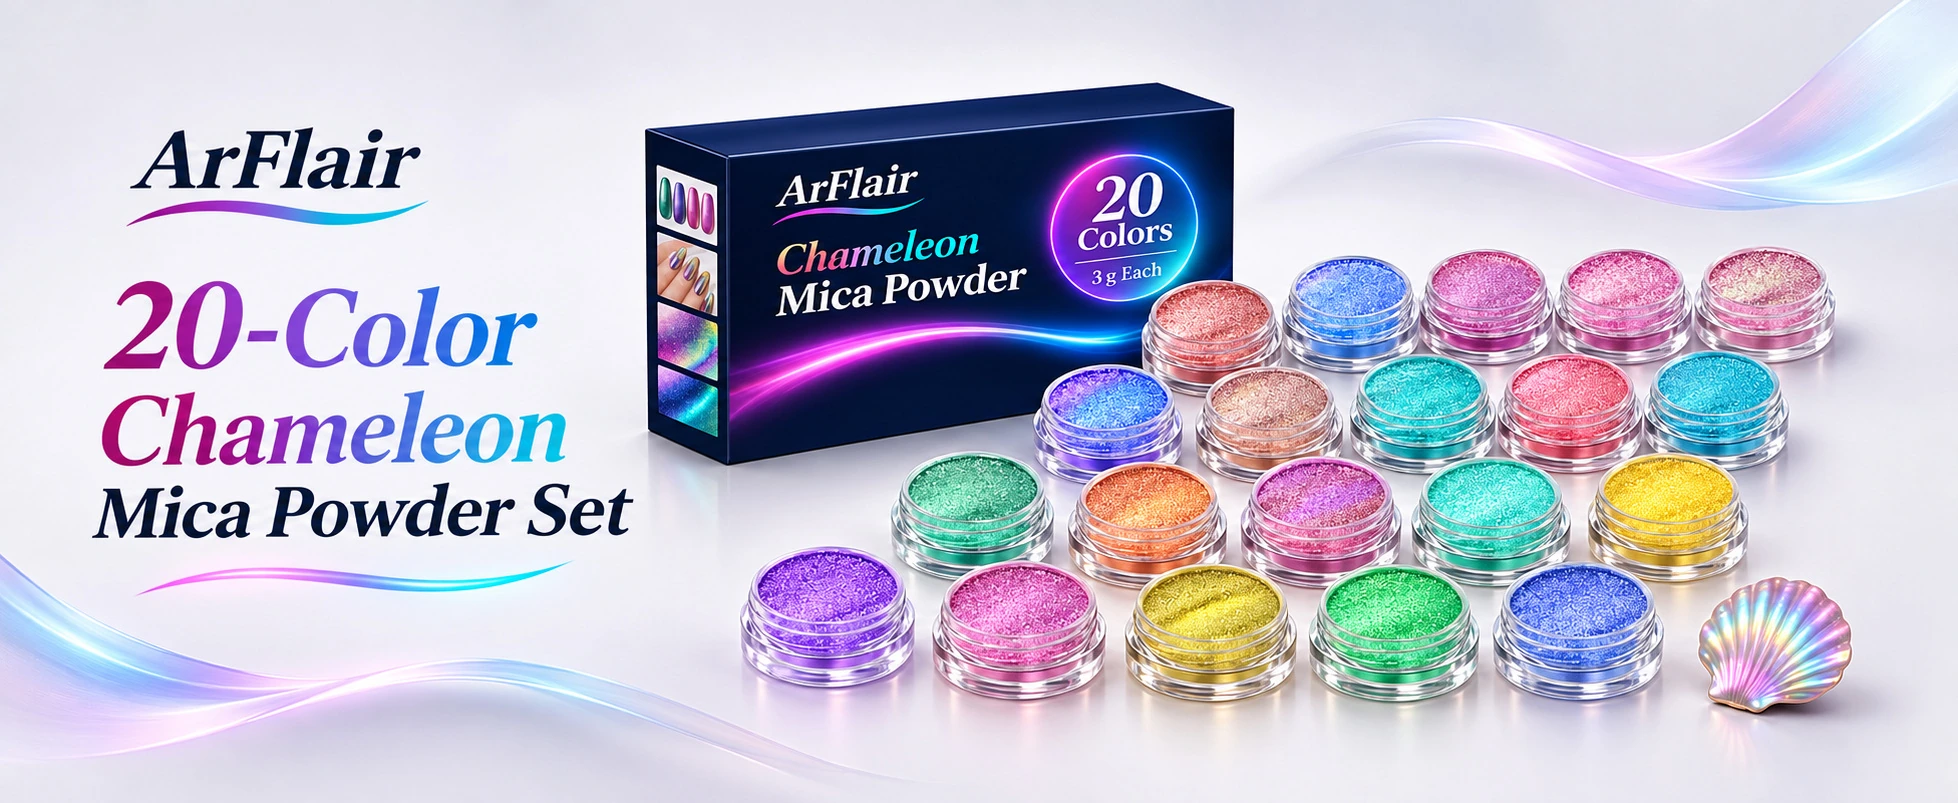 ArFlair
20-Color
Chameleon
Mica Powder Set
ArFlair
Chameleon
Mica Powder
20
Colors
3 g Each